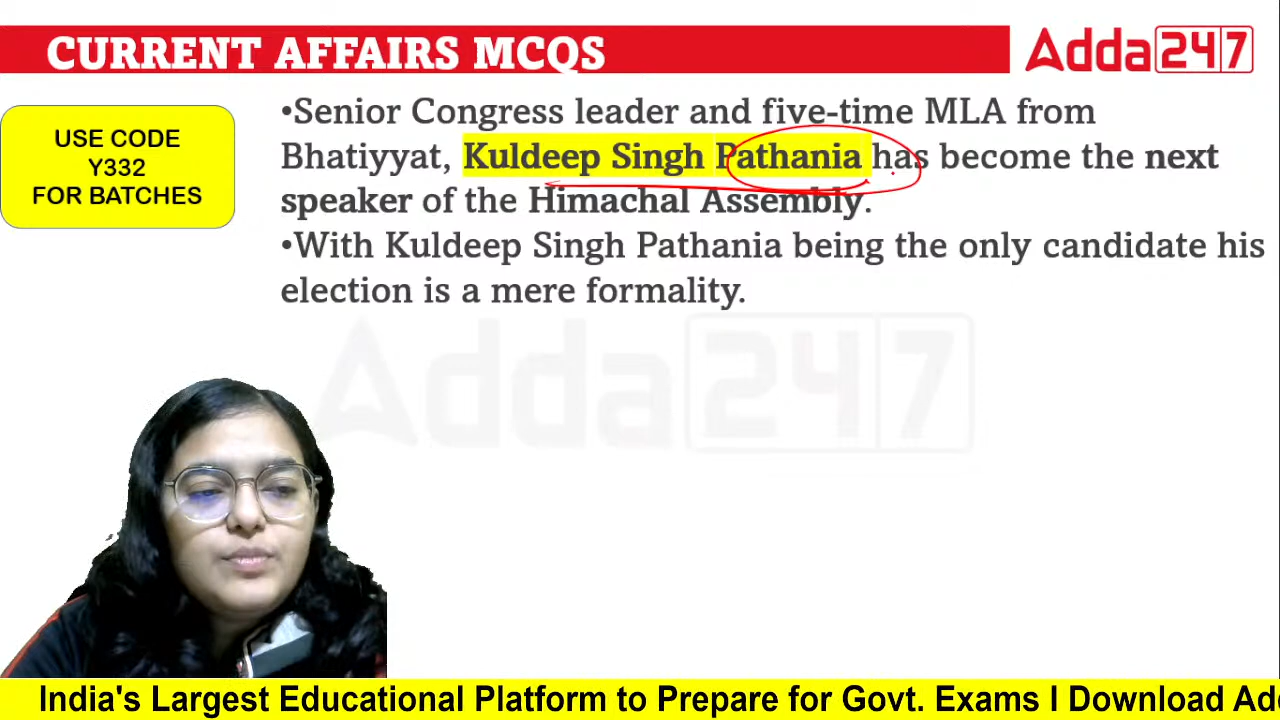 CURRENT AFFAIRS MCQS
Adda247
USE CODE
Y332
FOR BATCHES
•Senior Congress leader and five-time MLA from
Bhatiyyat, Kuldeep Singh Pathania has become the next
speaker of the Himachal Assembly.
•With Kuldeep Singh Pathania being the only candidate his
election is a mere formality.
Adda247
India's Largest Educational Platform to Prepare for Govt. Exams I Download Add